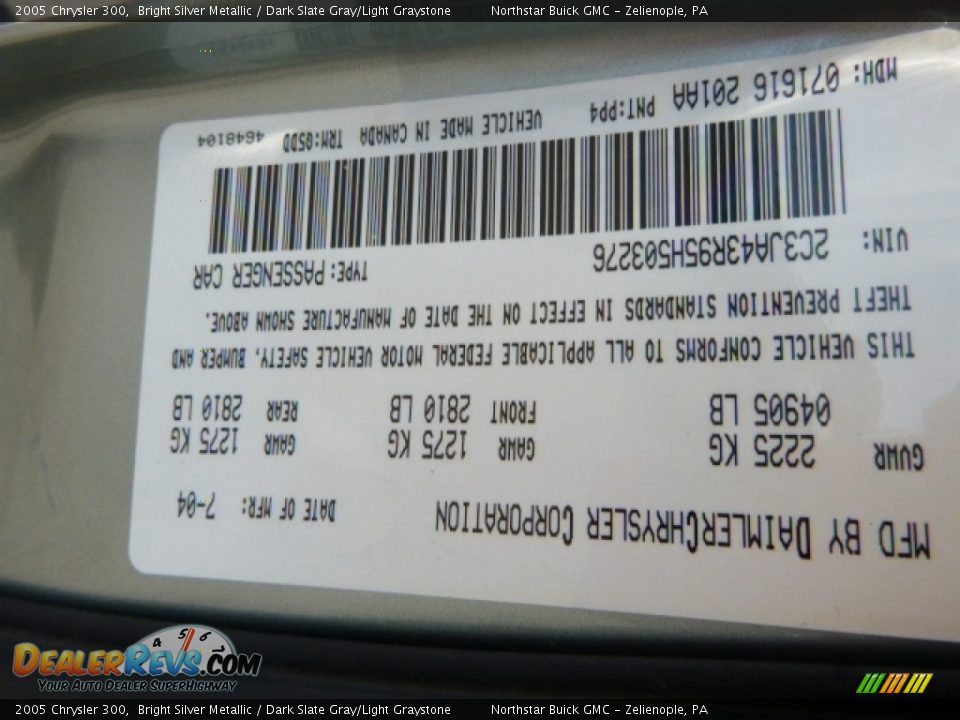 2005 Chrysler 300,  Bright Silver Metallic / Dark Slate Gray/Light Graystone    Northstar Buick GMC - Zelienople, PA
MFD BY DAIMLERCHRYSLER CORPORATION    DATE OF MFR: 7-04
GVWR 2225 KG    GAWR 1275 KG    GAWR 1275 KG
04905 LB    FRONT 2810 LB    REAR 2810 LB
THIS VEHICLE CONFORMS TO ALL APPLICABLE FEDERAL MOTOR VEHICLE SAFETY, BUMPER AND
THEFT PREVENTION STANDARDS IN EFFECT ON THE DATE OF MANUFACTURE SHOWN ABOVE.
VIN: 2C3JA43R95H503276    TYPE: PASSENGER CAR
MDH: 071616 201AA    PNT:PP4    VEHICLE MADE IN CANADA    TRM:85DD    4648104
4 5 6
DEALERREVS.COM
YOUR AUTO DEALER SUPERHIGHWAY
2005 Chrysler 300,  Bright Silver Metallic / Dark Slate Gray/Light Graystone    Northstar Buick GMC - Zelienople, PA